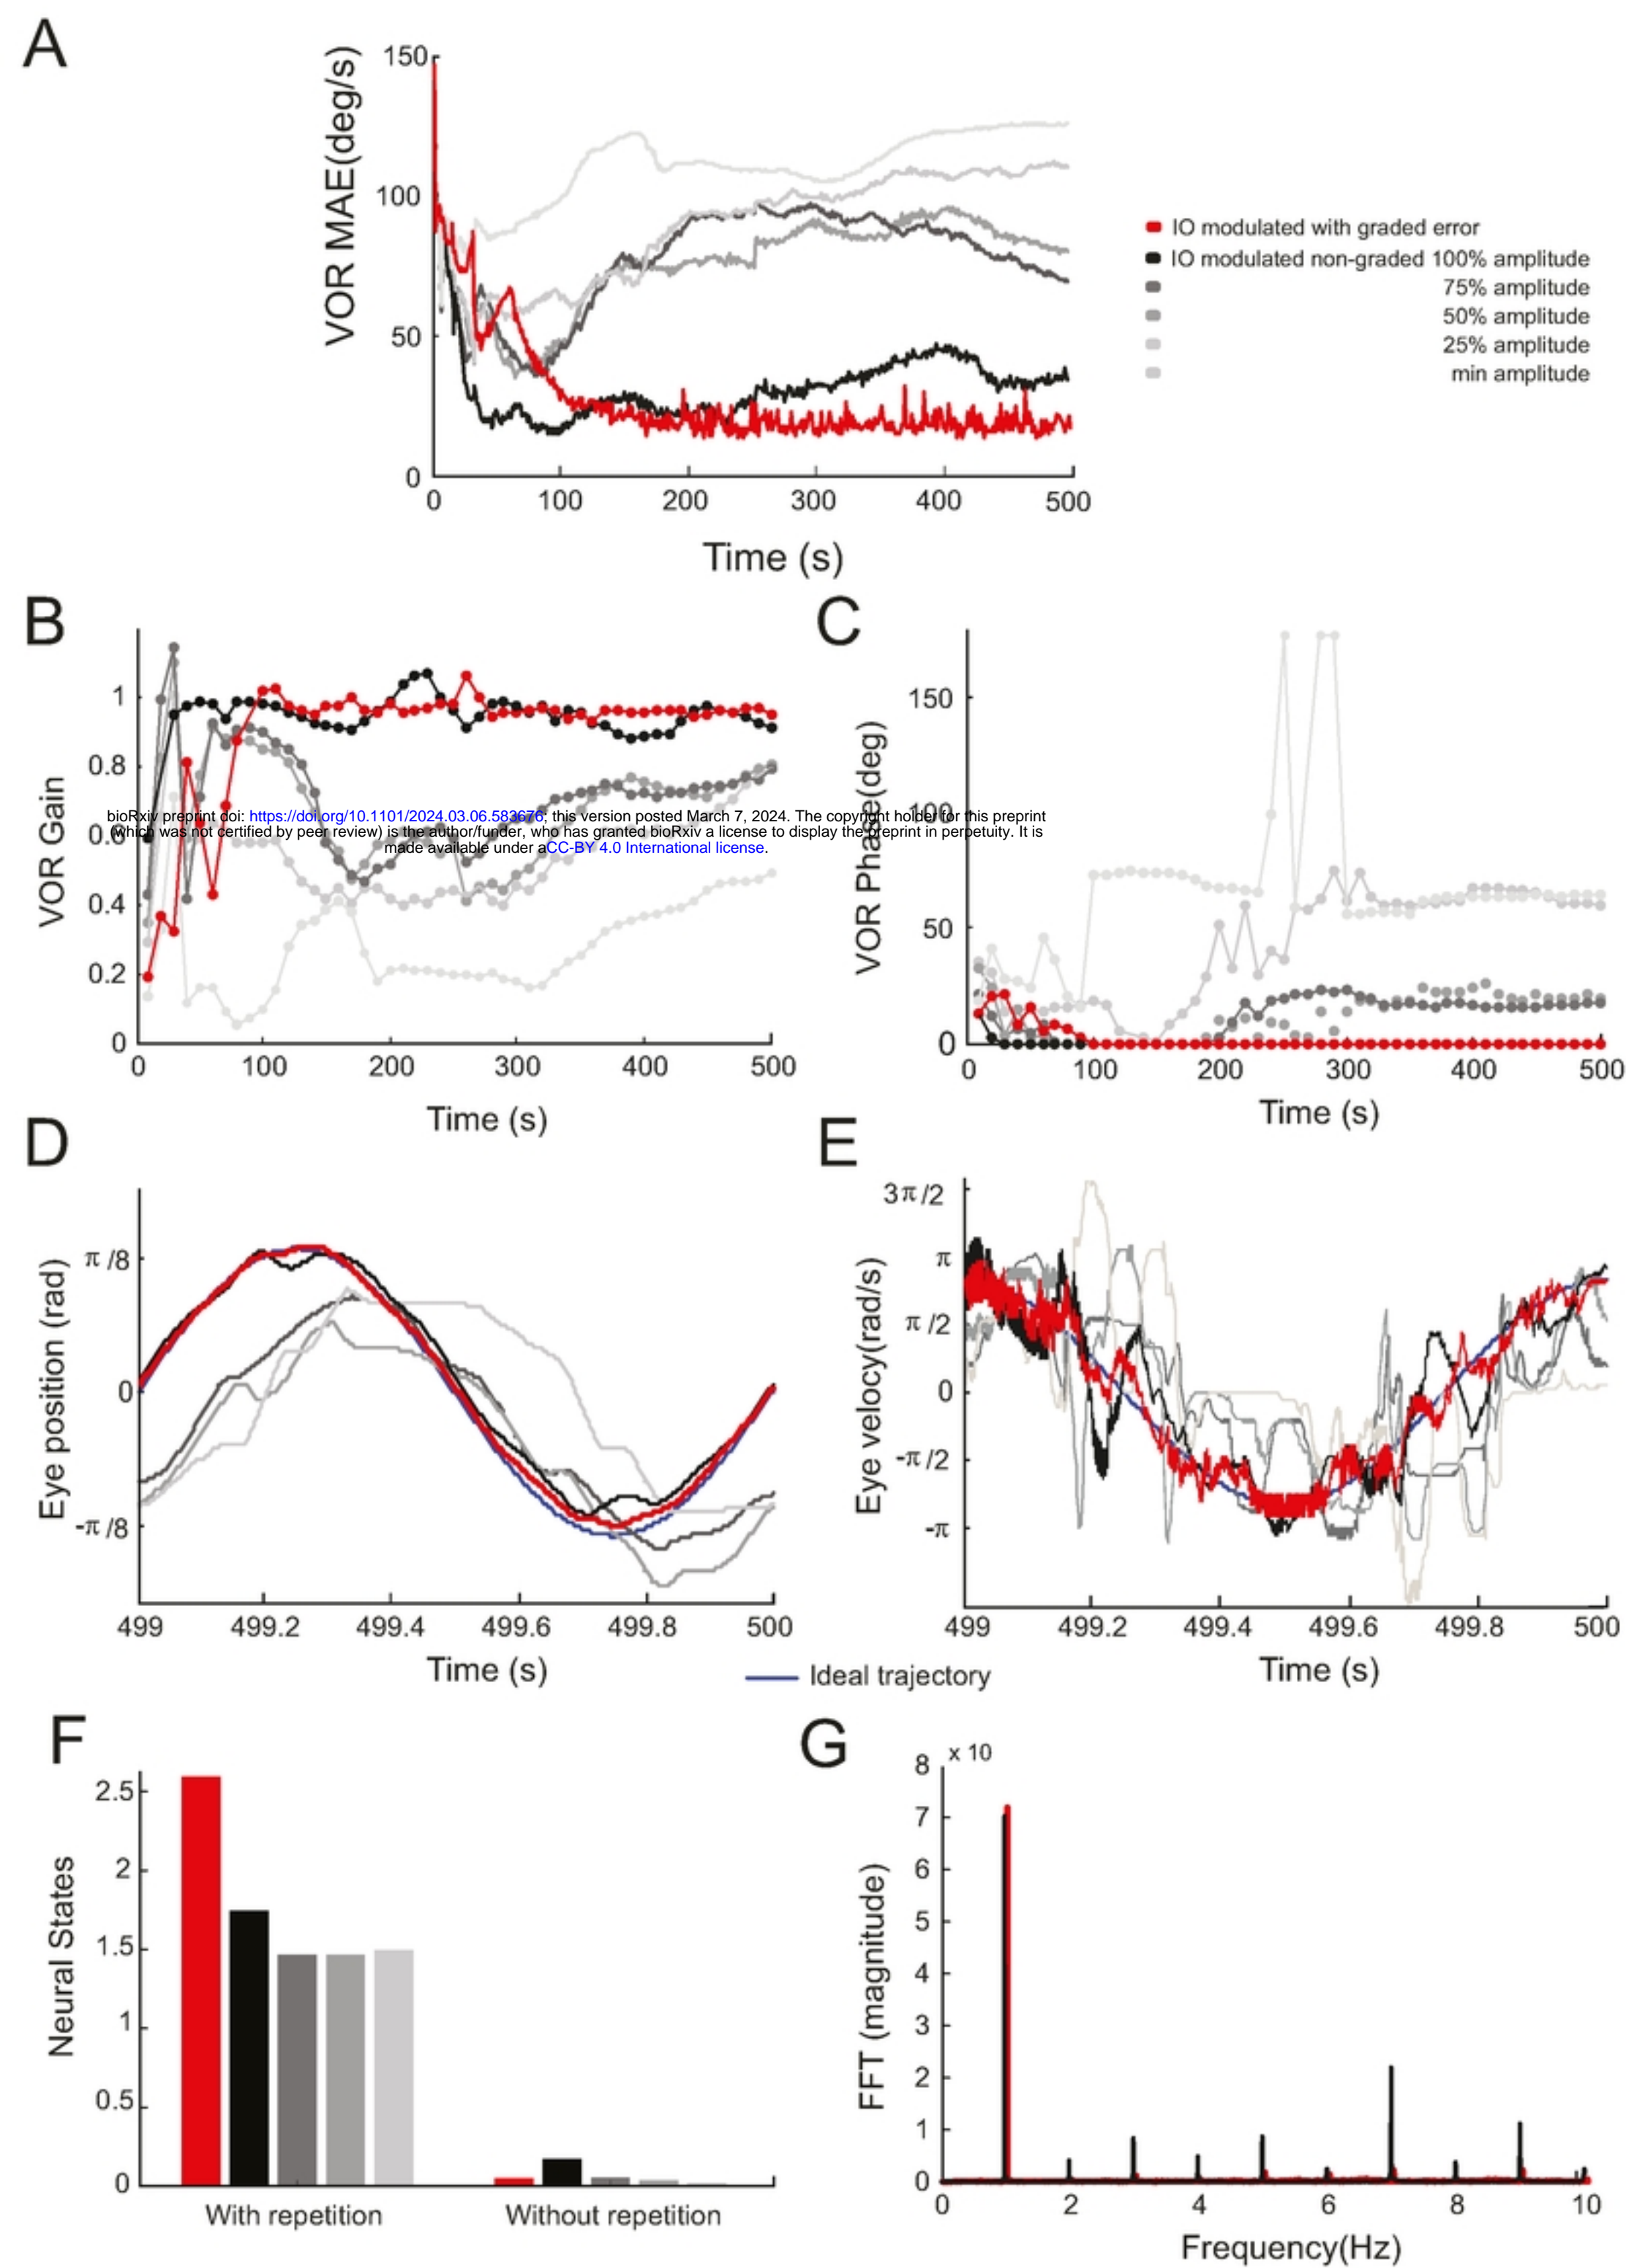 A
150
100
50
0
VOR MAE(deg/s)
0 100 200 300 400 500
Time (s)
IO modulated with graded error
IO modulated non-graded 100% amplitude
75% amplitude
50% amplitude
25% amplitude
min amplitude
B
1
0.8
0.6
0.4
0.2
0
VOR Gain
0 100 200 300 400 500
Time (s)
C
150
100
50
0
VOR Phase(deg)
0 100 200 300 400 500
Time (s)
bioRxiv preprint doi: https://doi.org/10.1101/2024.03.06.583676; this version posted March 7, 2024. The copyright holder for this preprint
(which was not certified by peer review) is the author/funder, who has granted bioRxiv a license to display the preprint in perpetuity. It is
made available under aCC-BY 4.0 International license.
D
π /8
0
-π /8
Eye position (rad)
499 499.2 499.4 499.6 499.8 500
Time (s)
E
3π /2
π
π /2
0
-π /2
-π
Eye velocy(rad/s)
499 499.2 499.4 499.6 499.8 500
Time (s)
Ideal trajectory
F
2.5
2
1.5
1
0.5
0
Neural States
With repetition Without repetition
G
x 10
8
7
6
5
4
3
2
1
0
FFT (magnitude)
0 2 4 6 8 10
Frequency(Hz)